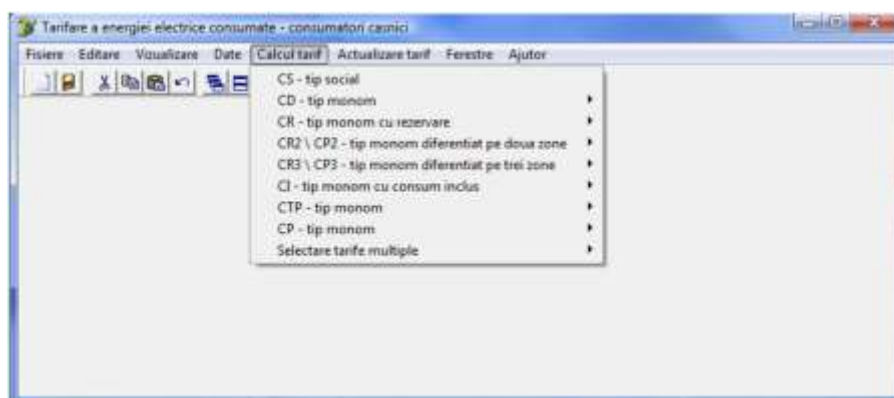 Tarifare a energiei electrice consumate - consumatori casnici
Fisiere Editare Vizualizare Date Calcul tarif Actualizare tarif Ferestre Ajutor
CS - tip social
CD - tip monom
CR - tip monom cu rezervare
CR2 \ CP2 - tip monom diferentiat pe doua zone
CR3 \ CP3 - tip monom diferentiat pe trei zone
CI - tip monom cu consum inclus
CTP - tip monom
CP - tip monom
Selectare tarife multiple